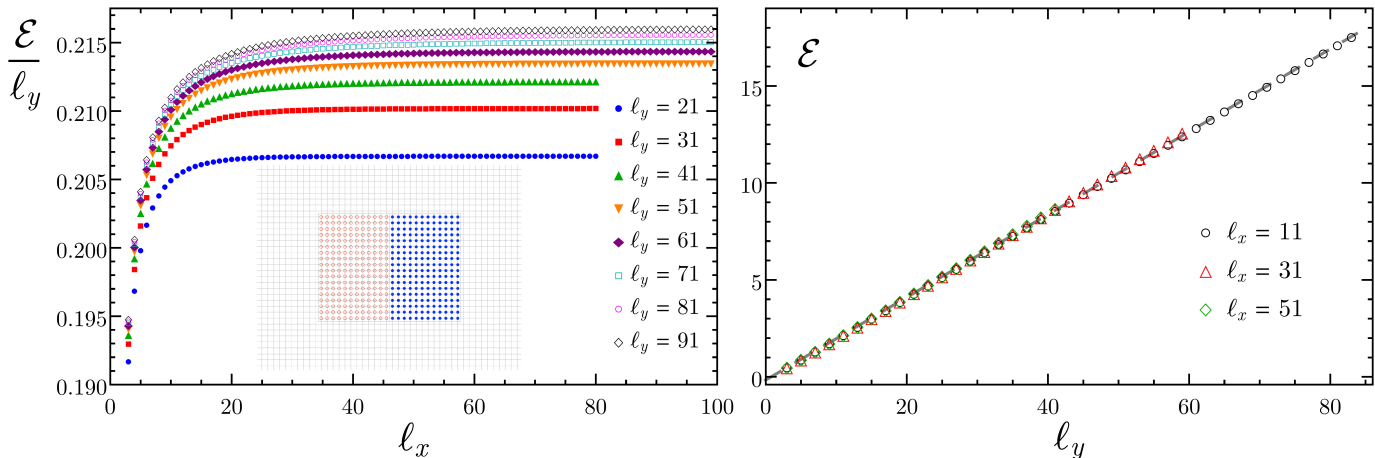 ℰ/ℓ_y
0.215
0.210
0.205
0.200
0.195
0.190
0 20 40 60 80 100
ℓ_x
ℓ_y = 21
ℓ_y = 31
ℓ_y = 41
ℓ_y = 51
ℓ_y = 61
ℓ_y = 71
ℓ_y = 81
ℓ_y = 91
ℰ
15
10
5
0
0 20 40 60 80
ℓ_y
ℓ_x = 11
ℓ_x = 31
ℓ_x = 51